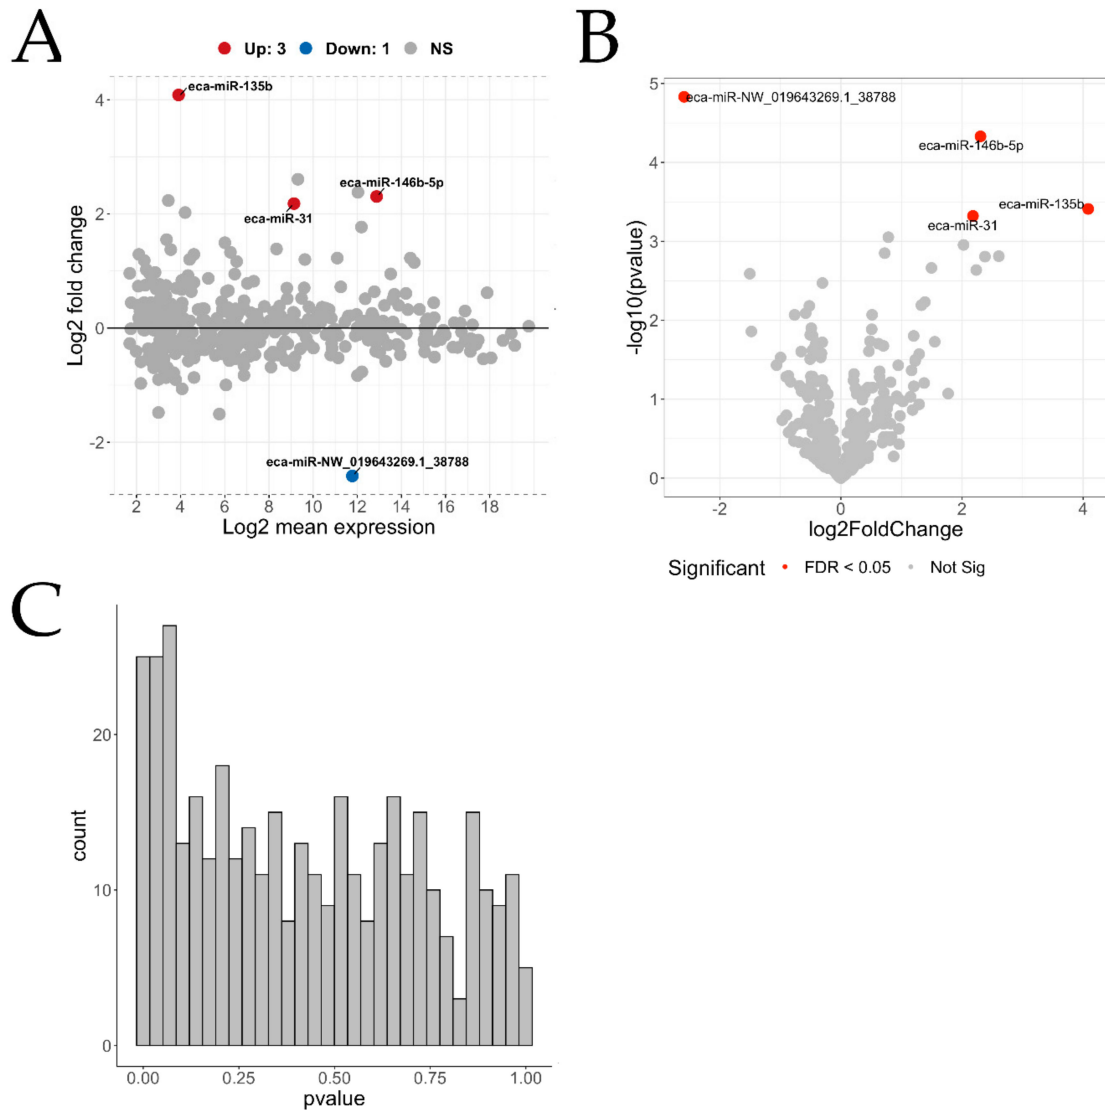 A
Up: 3 Down: 1 NS
eca-miR-135b
eca-miR-146b-5p
eca-miR-31
eca-miR-NW_019643269.1_38788
4
2
0
-2
Log2 fold change
2 4 6 8 10 12 14 16 18
Log2 mean expression
B
eca-miR-NW_019643269.1_38788
eca-miR-146b-5p
eca-miR-135b
eca-miR-31
5
4
3
2
1
0
-log10(pvalue)
-2 0 2 4
log2FoldChange
Significant FDR < 0.05 Not Sig
C
20
10
0
count
0.00 0.25 0.50 0.75 1.00
pvalue